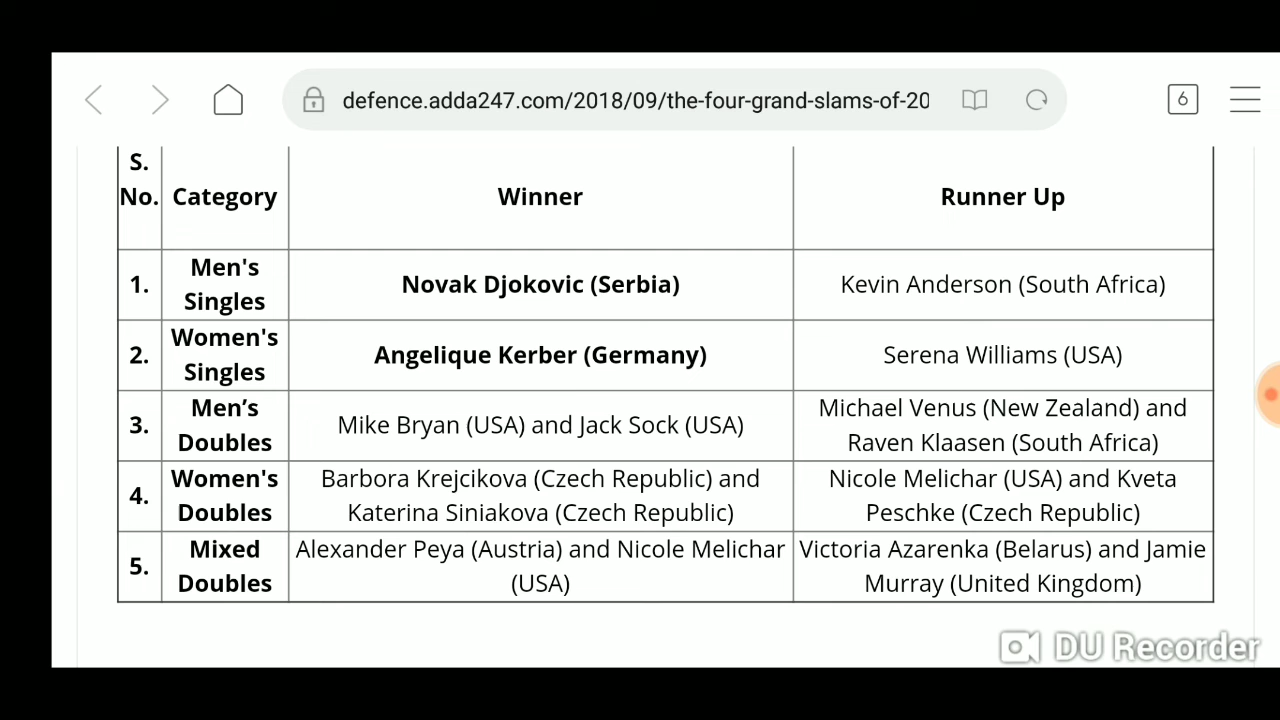 defence.adda247.com/2018/09/the-four-grand-slams-of-20
6
S.
No. Category Winner Runner Up
1. Men's Singles Novak Djokovic (Serbia) Kevin Anderson (South Africa)
2. Women's Singles Angelique Kerber (Germany) Serena Williams (USA)
3. Men’s Doubles Mike Bryan (USA) and Jack Sock (USA) Michael Venus (New Zealand) and Raven Klaasen (South Africa)
4. Women's Doubles Barbora Krejcikova (Czech Republic) and Katerina Siniakova (Czech Republic) Nicole Melichar (USA) and Kveta Peschke (Czech Republic)
5. Mixed Doubles Alexander Peya (Austria) and Nicole Melichar (USA) Victoria Azarenka (Belarus) and Jamie Murray (United Kingdom)
DU Recorder